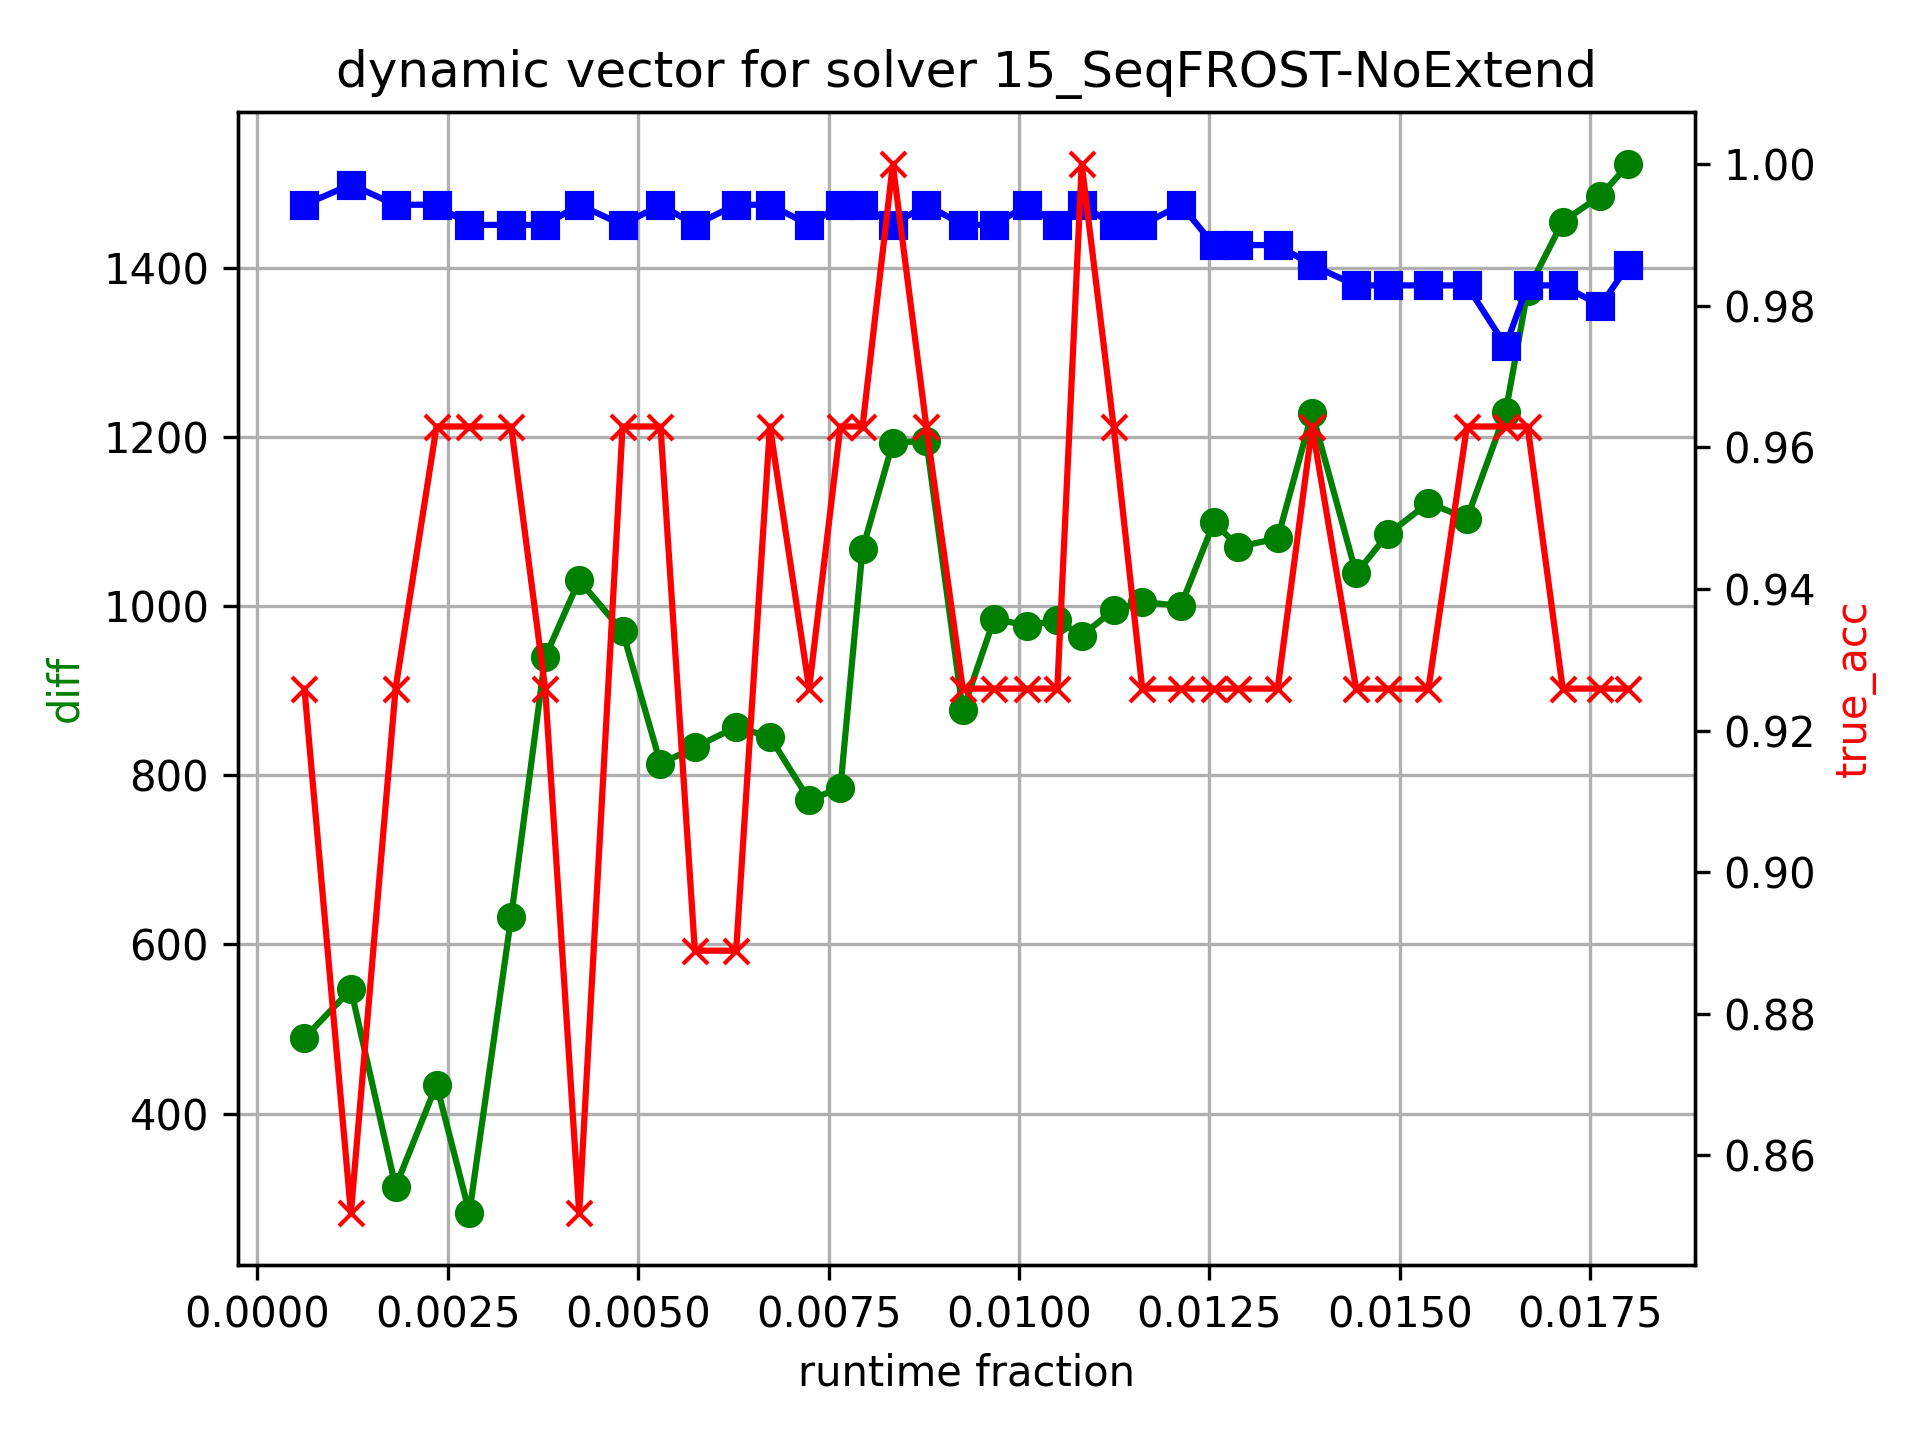 dynamic vector for solver 15_SeqFROST-NoExtend
diff
1400
1200
1000
800
600
400
1.00
0.98
0.96
0.94
0.92
0.90
0.88
0.86
true_acc
0.0000 0.0025 0.0050 0.0075 0.0100 0.0125 0.0150 0.0175
runtime fraction